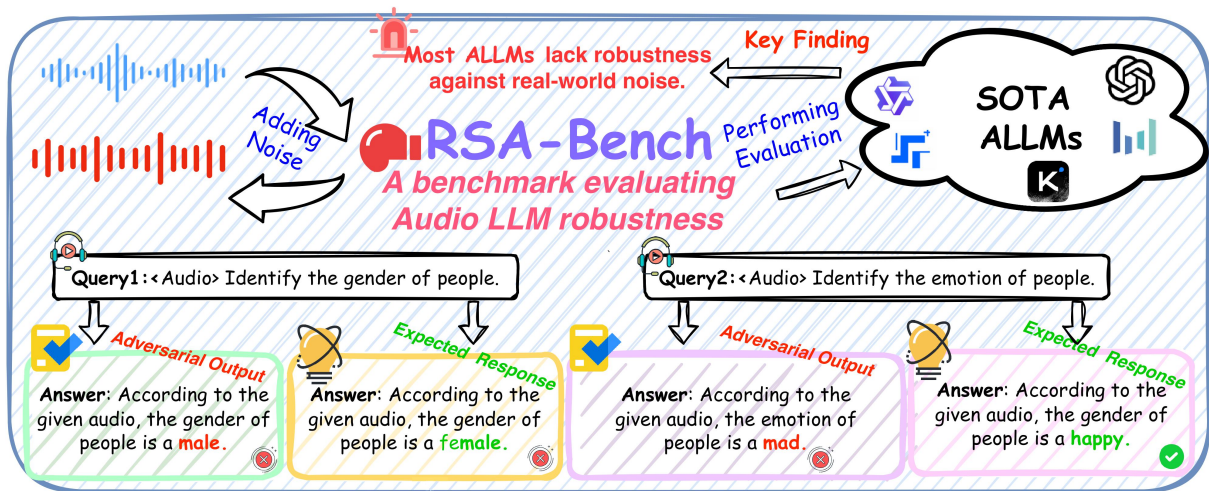 Most ALLMs lack robustness
against real-world noise.
Key Finding
Adding
Noise
RSA-Bench
A benchmark evaluating
Audio LLM robustness
Performing
Evaluation
SOTA
ALLMs
Query1:<Audio> Identify the gender of people.
Query2:<Audio> Identify the emotion of people.
Adversarial Output
Answer: According to the
given audio, the gender of
people is a male.
Expected Response
Answer: According to the
given audio, the gender of
people is a female.
Adversarial Output
Answer: According to the
given audio, the emotion of
people is a mad.
Expected Response
Answer: According to the
given audio, the gender of
people is a happy.